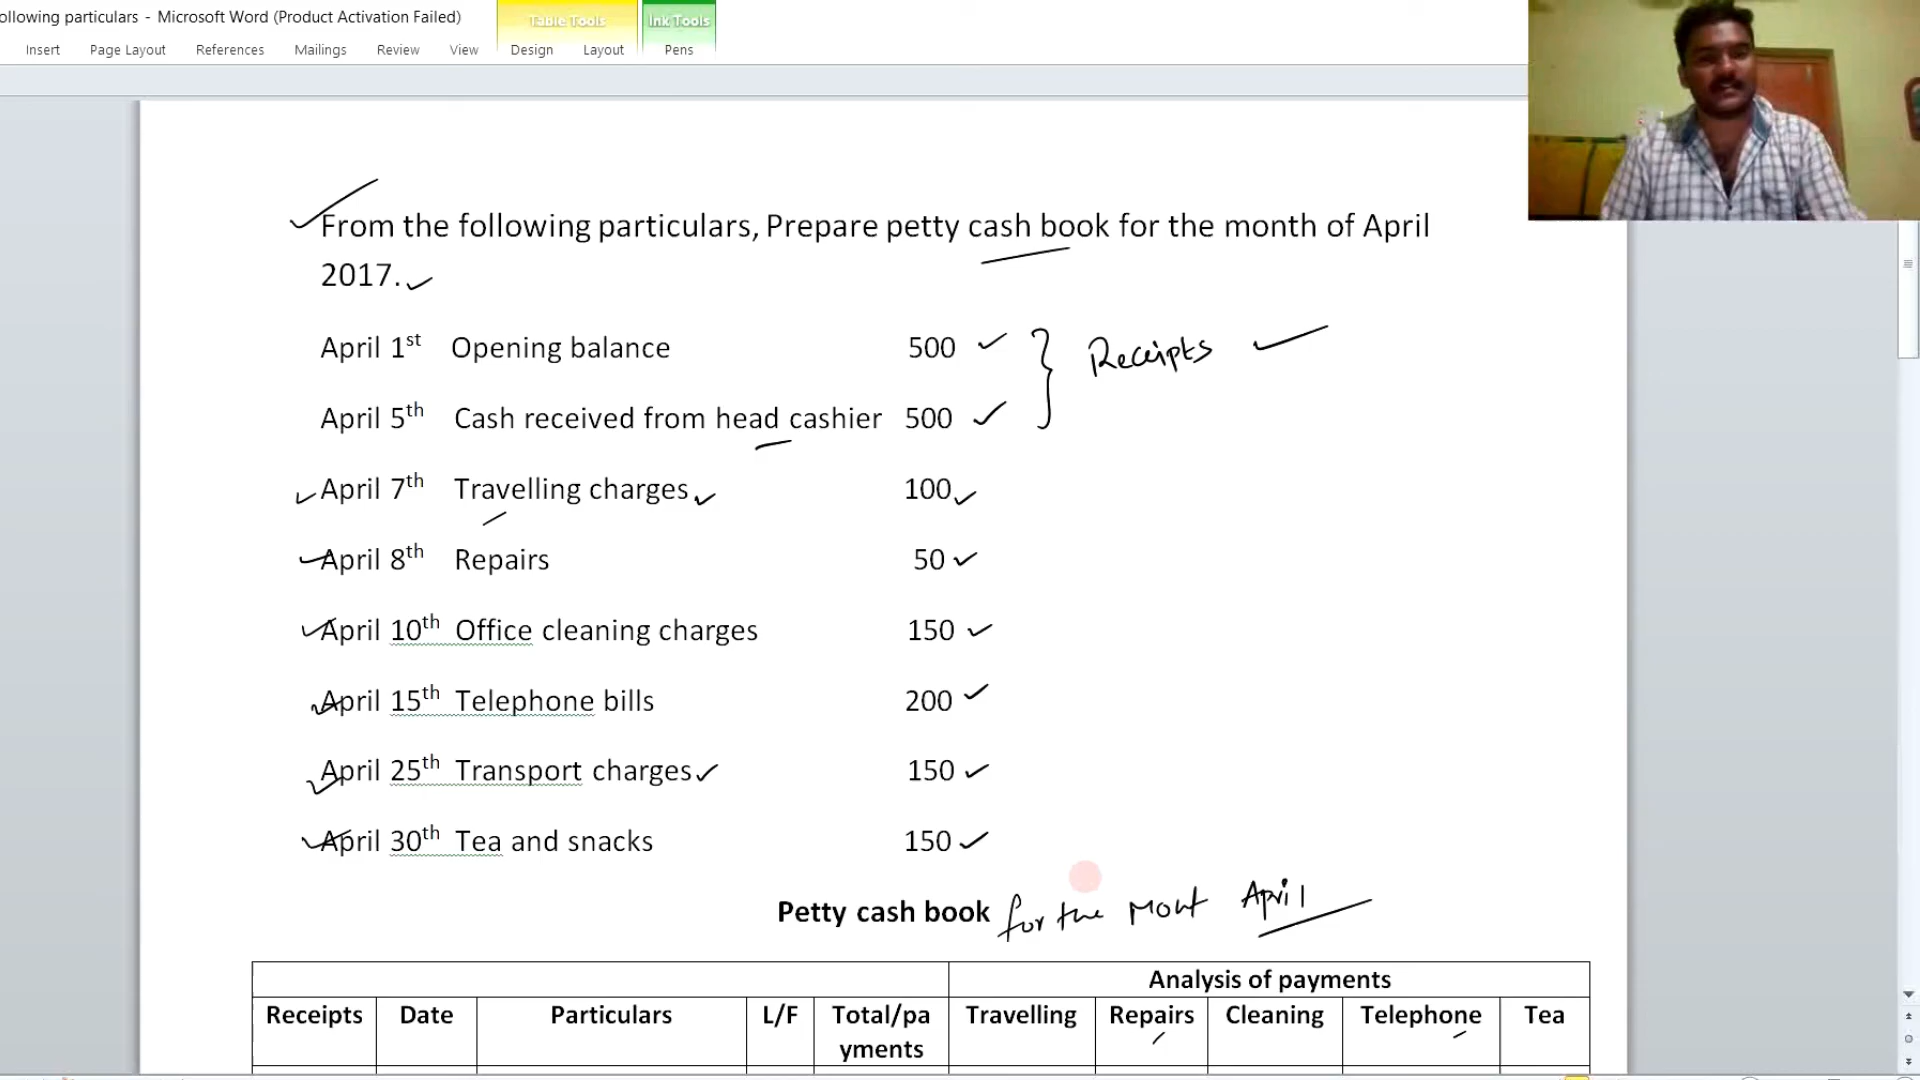 ollowing particulars - Microsoft Word (Product Activation Failed)
Table Tools
Ink Tools
Insert Page Layout References Mailings Review View Design Layout Pens
From the following particulars, Prepare petty cash book for the month of April
2017.
April 1st Opening balance 500 Receipts
April 5th Cash received from head cashier 500
April 7th Travelling charges 100
April 8th Repairs 50
April 10th Office cleaning charges 150
April 15th Telephone bills 200
April 25th Transport charges 150
April 30th Tea and snacks 150
Petty cash book for the Mont April
Analysis of payments
Receipts Date Particulars L/F Total/pa Travelling Repairs Cleaning Telephone Tea
yments